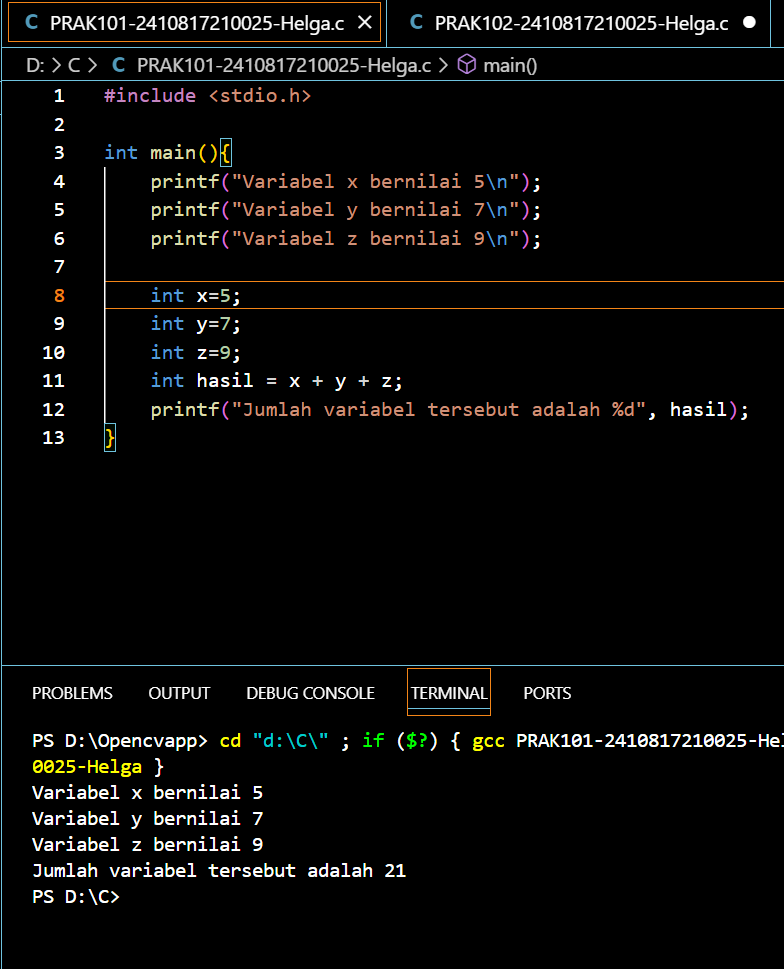 PRAK101-2410817210025-Helga.c
PRAK102-2410817210025-Helga.c
D: > C > C PRAK101-2410817210025-Helga.c > main()
1 #include <stdio.h>
2
3 int main(){
4 printf("Variabel x bernilai 5\n");
5 printf("Variabel y bernilai 7\n");
6 printf("Variabel z bernilai 9\n");
7
8 int x=5;
9 int y=7;
10 int z=9;
11 int hasil = x + y + z;
12 printf("Jumlah variabel tersebut adalah %d", hasil);
13 }
PROBLEMS OUTPUT DEBUG CONSOLE TERMINAL PORTS
PS D:\Opencvapp> cd "d:\C\" ; if ($?) { gcc PRAK101-2410817210025-Hel
0025-Helga }
Variabel x bernilai 5
Variabel y bernilai 7
Variabel z bernilai 9
Jumlah variabel tersebut adalah 21
PS D:\C>